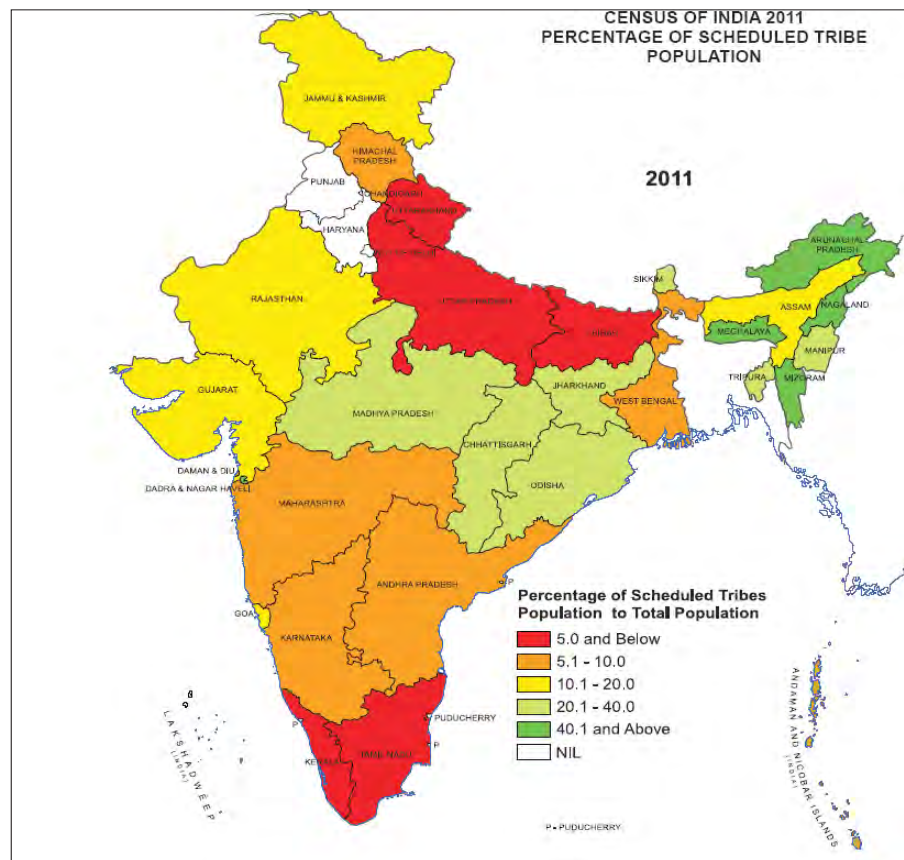 CENSUS OF INDIA 2011
PERCENTAGE OF SCHEDULED TRIBE
POPULATION
2011
JAMMU & KASHMIR
HIMACHAL
PRADESH
PUNJAB
CHANDIGARH
HARYANA
RAJASTHAN
SIKKIM
ARUNACHAL
PRADESH
ASSAM
NAGALAND
MEGHALAYA
MANIPUR
TRIPURA
MIZORAM
GUJARAT
MADHYA PRADESH
JHARKHAND
WEST BENGAL
CHHATTISGARH
ODISHA
DAMAN & DIU
DADRA & NAGAR HAVELI
MAHARASHTRA
ANDHRA PRADESH
P
GOA
KARNATAKA
Percentage of Scheduled Tribes
Population to Total Population
5.0 and Below
5.1 - 10.0
10.1 - 20.0
20.1 - 40.0
40.1 and Above
NIL
PUDUCHERRY
P
P
KERALA
TAMIL NADU
LAKSHADWEEP
(INDIA)
ANDAMAN AND NICOBAR ISLANDS
(INDIA)
P - PUDUCHERRY